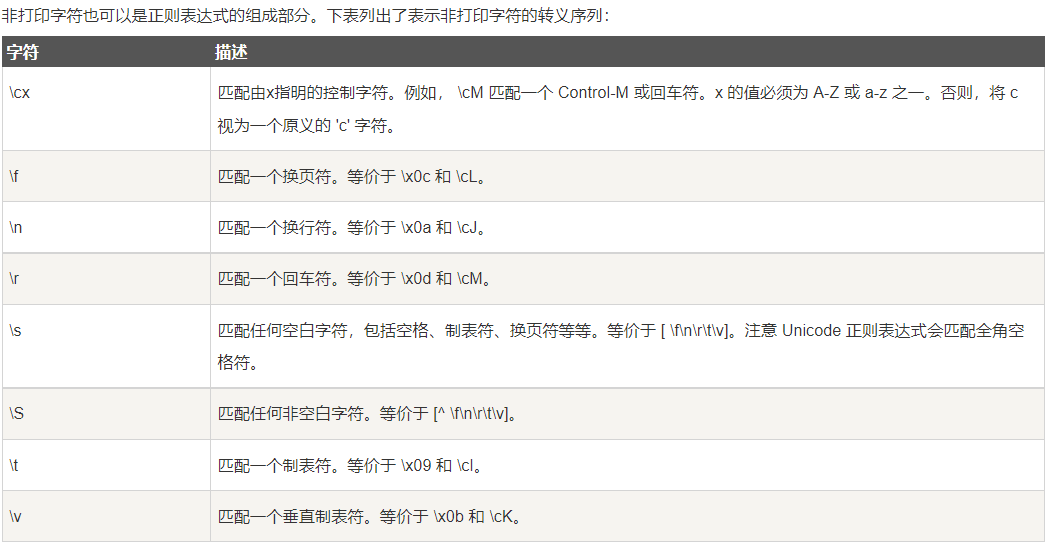 非打印字符也可以是正则表达式的组成部分。下表列出了表示非打印字符的转义序列：
字符 描述
\cx 匹配由x指明的控制字符。例如， \cM 匹配一个 Control-M 或回车符。x 的值必须为 A-Z 或 a-z 之一。否则，将 c
视为一个原义的 'c' 字符。
\f 匹配一个换页符。等价于 \x0c 和 \cL。
\n 匹配一个换行符。等价于 \x0a 和 \cJ。
\r 匹配一个回车符。等价于 \x0d 和 \cM。
\s 匹配任何空白字符，包括空格、制表符、换页符等等。等价于 [ \f\n\r\t\v]。注意 Unicode 正则表达式会匹配全角空
格符。
\S 匹配任何非空白字符。等价于 [^ \f\n\r\t\v]。
\t 匹配一个制表符。等价于 \x09 和 \cI。
\v 匹配一个垂直制表符。等价于 \x0b 和 \cK。